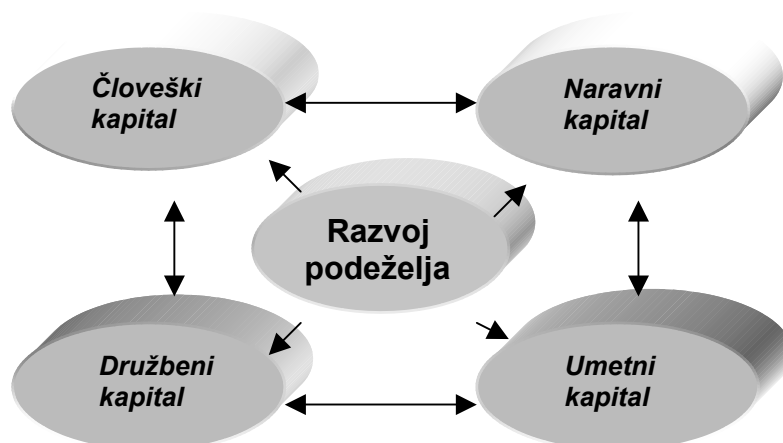 Človeški
kapital
Naravni
kapital
Razvoj
podeželja
Družbeni
kapital
Umetni
kapital